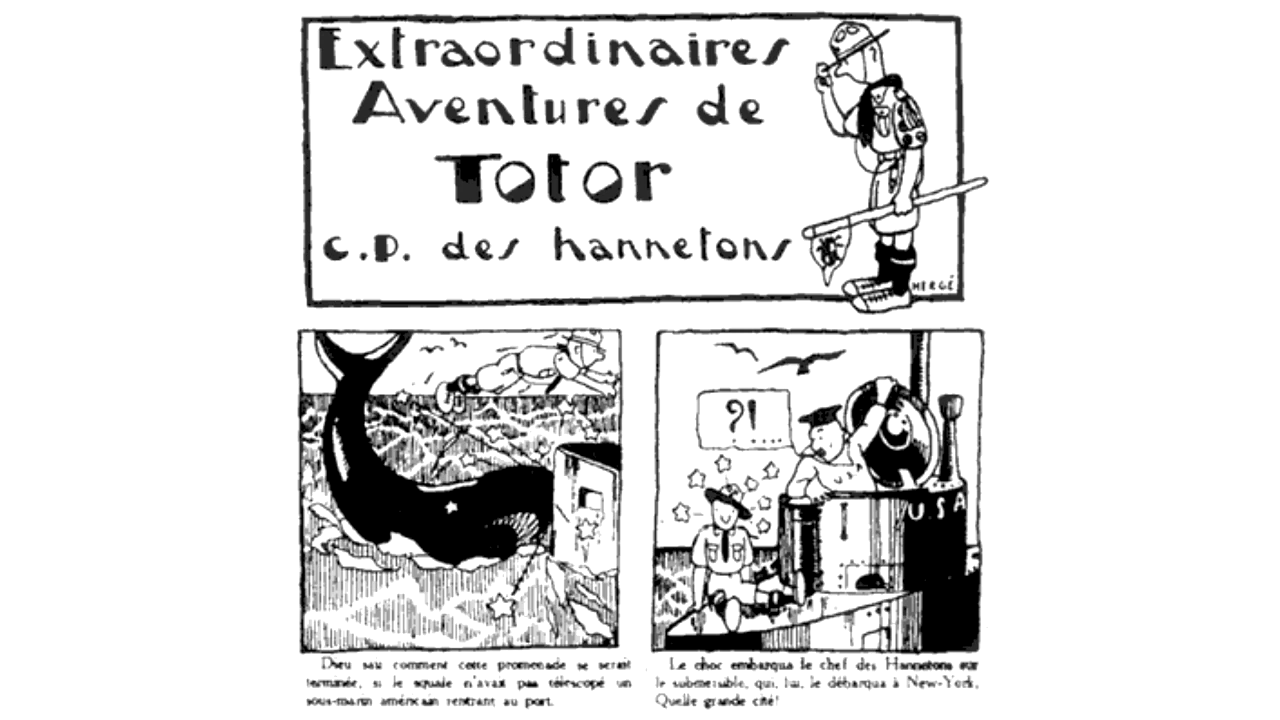 Extraordinaires
Aventures de
Totor
C.P. des hannetons
HERGÉ
?! ....
USA
U.S.A
Dieu sait comment cette promenade se serait
terminée, si le squale n'avait pas télescopé un
sous-marin américain rentrant au port.
Le choc embarqua le chef des Hannetons sur
le submersible, qui, lui, le débarqua à New-York.
Quelle grande cité!